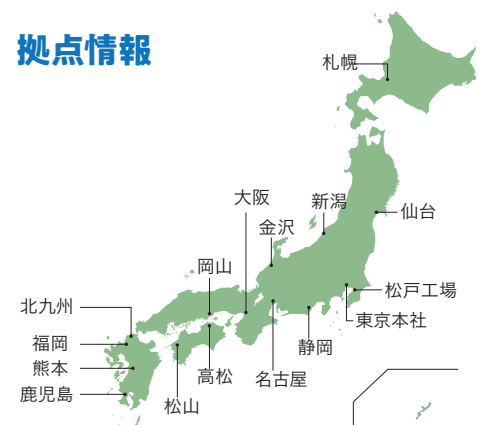 拠点情報
札幌
大阪
新潟
仙台
金沢
岡山
松戸工場
北九州
東京本社
福岡
静岡
熊本
高松
名古屋
鹿児島
松山